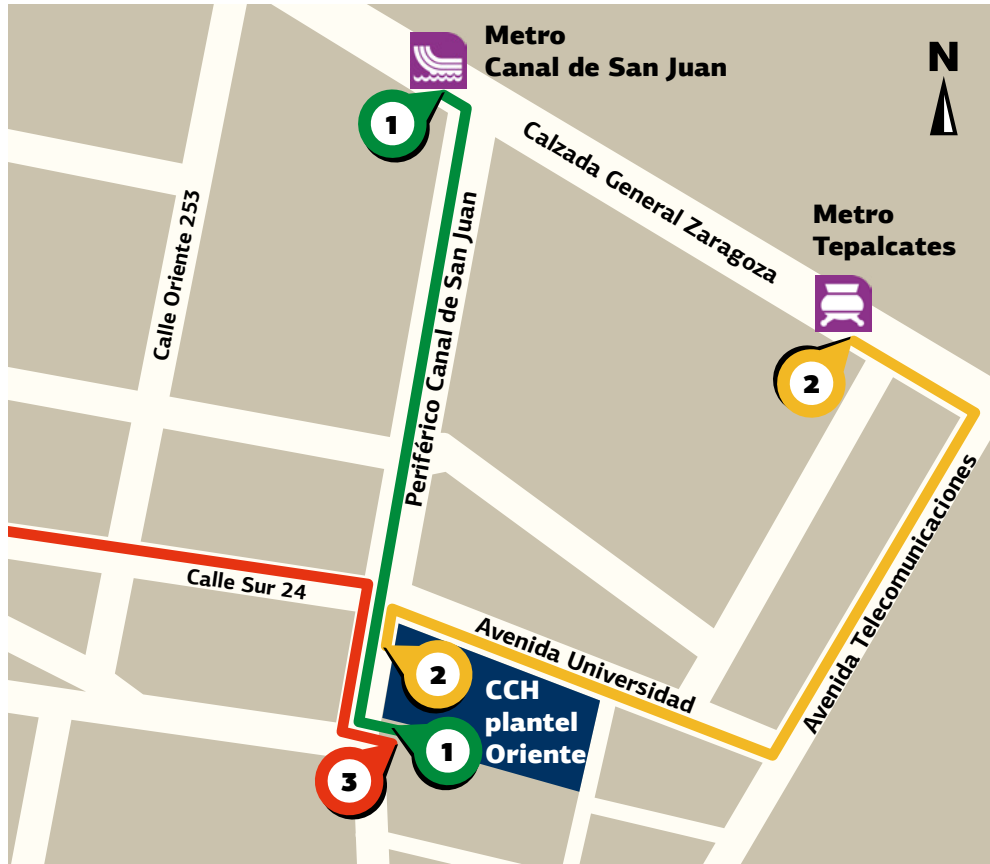 Metro
Canal de San Juan
N
1
Calzada General Zaragoza
Calle Oriente 253
Periférico Canal de San Juan
Metro
Tepalcates
2
Avenida Telecomunicaciones
Calle Sur 24
Avenida Universidad
2
CCH
plantel
Oriente
1
3